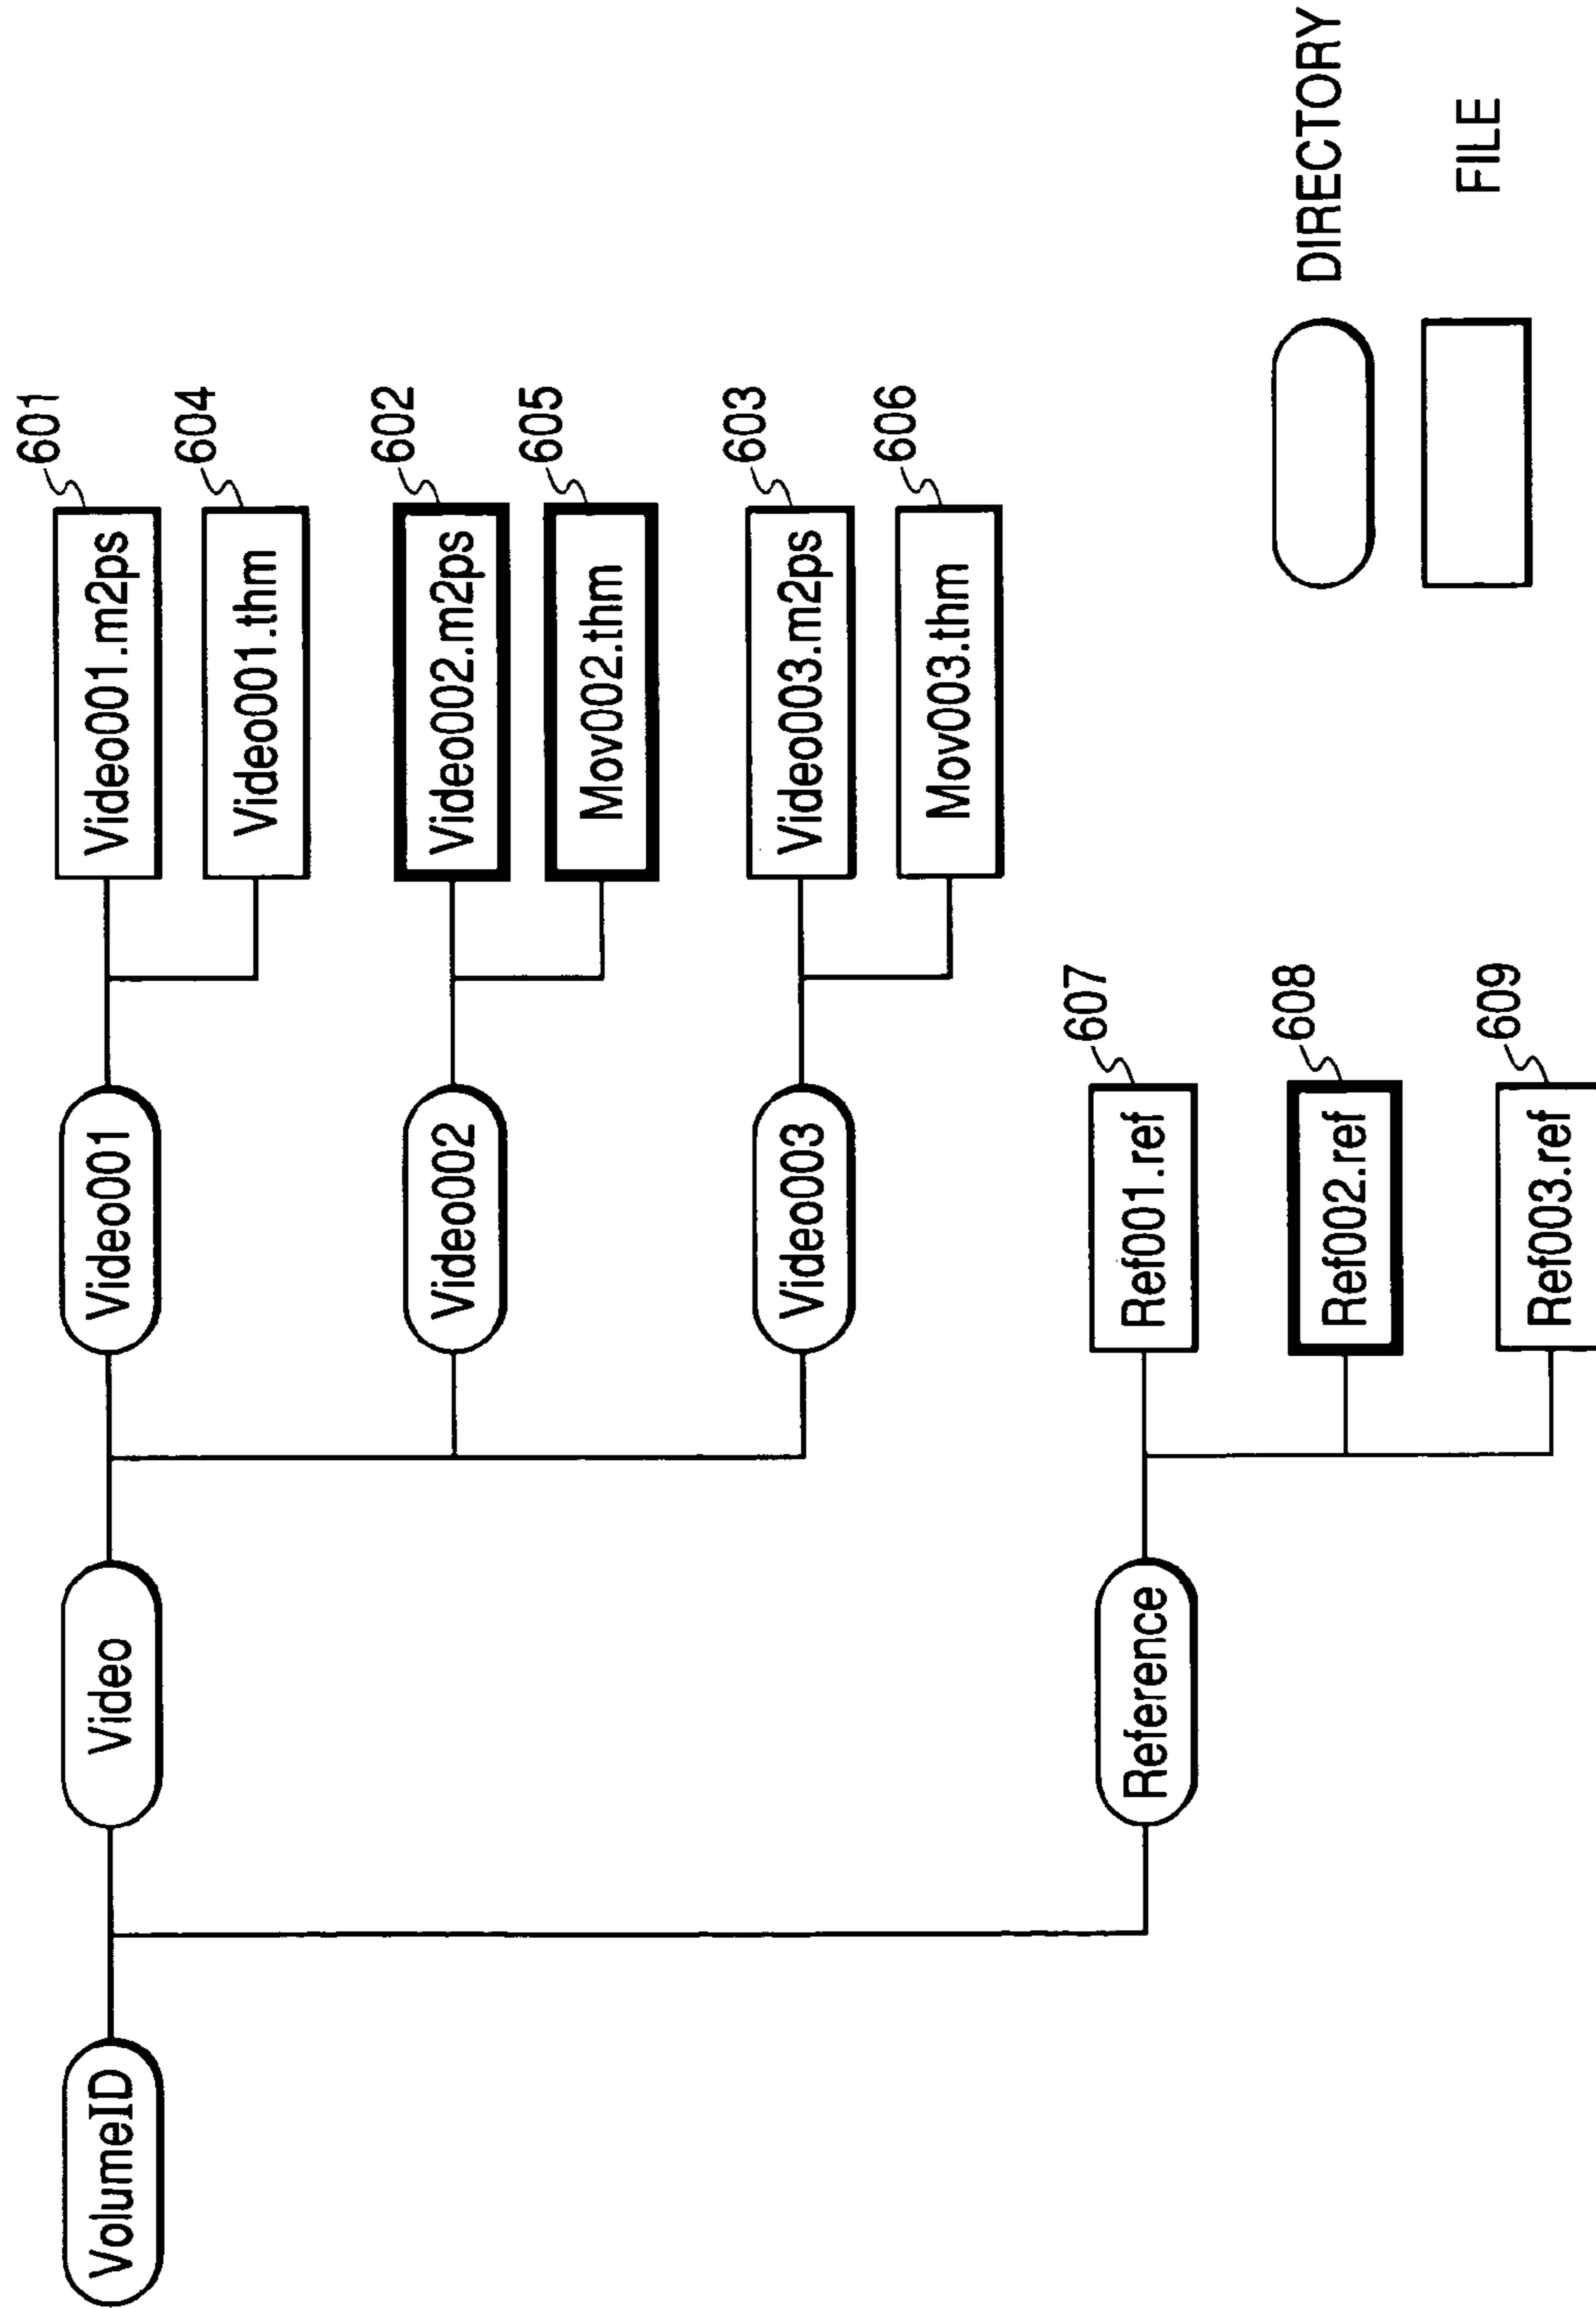 VolumeID
Video
Video001
Video001.m2ps
601
Video001.thm
604
Video002
Video002.m2ps
602
Mov002.thm
605
Video003
Video003.m2ps
603
Mov003.thm
606
Reference
Ref001.ref
607
Ref002.ref
608
Ref003.ref
609
DIRECTORY
FILE